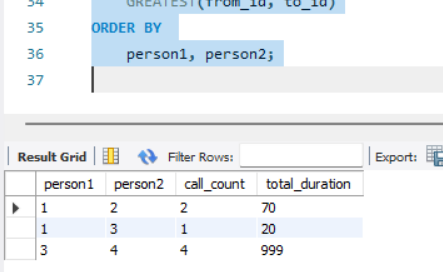 34 GREATEST(from_id, to_id)
35 ORDER BY
36 person1, person2;
37
Result Grid Filter Rows: Export:
person1 person2 call_count total_duration
1 2 2 70
1 3 1 20
3 4 4 999